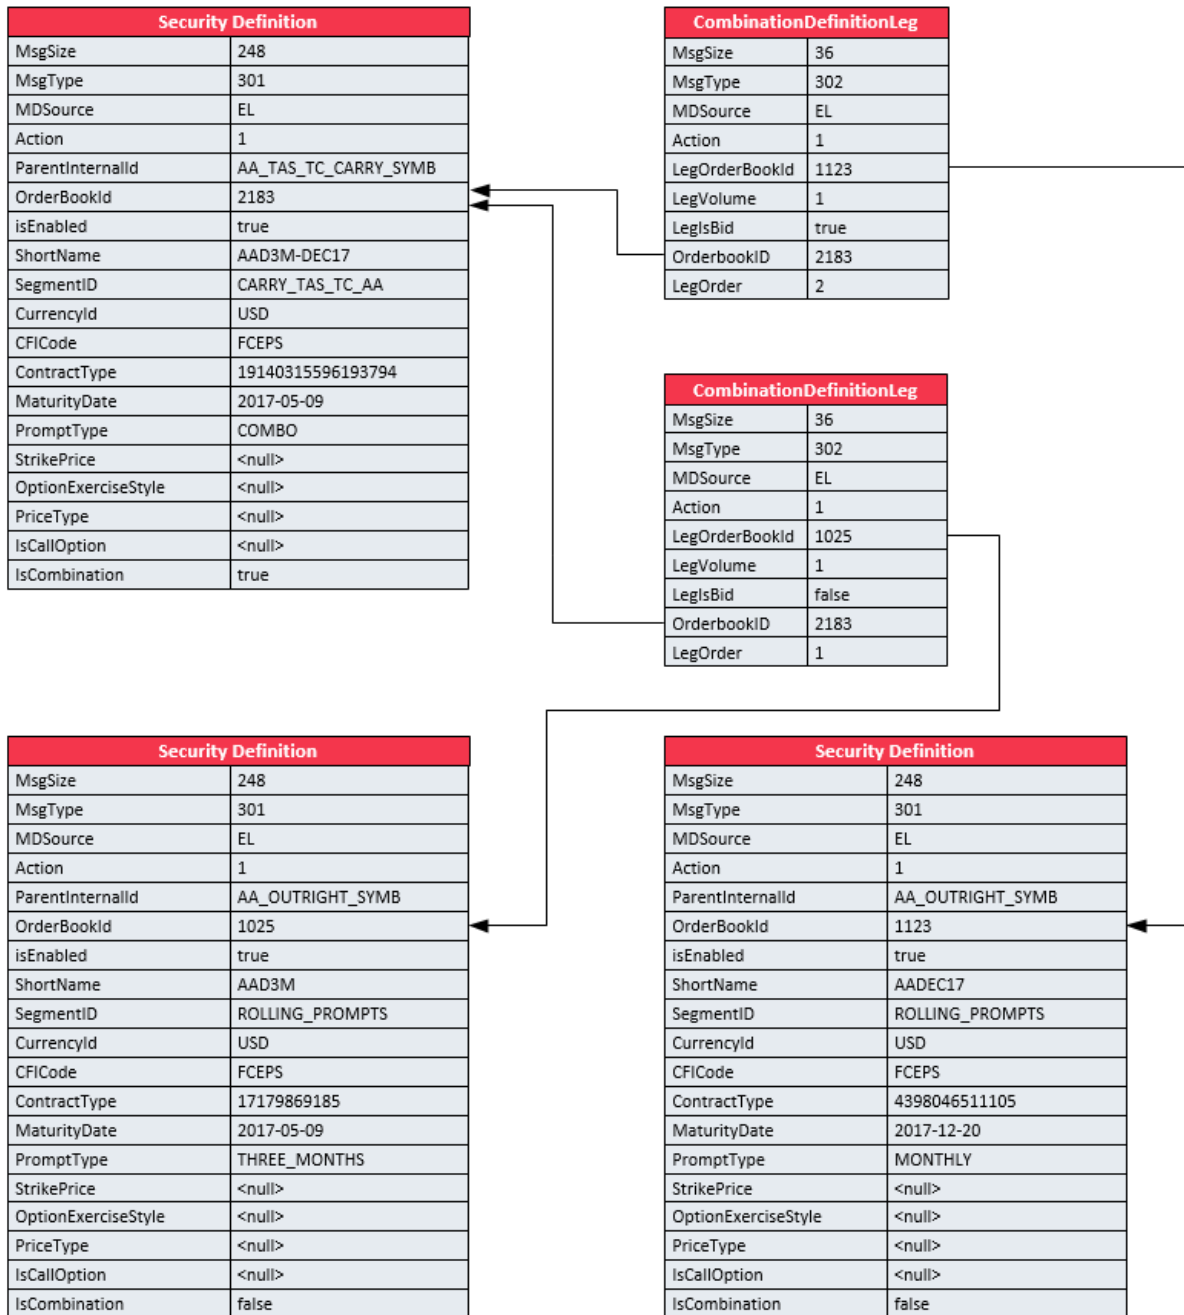 Security Definition
MsgSize 248
MsgType 301
MDSource EL
Action 1
ParentInternalId AA_TAS_TC_CARRY_SYMB
OrderBookId 2183
isEnabled true
ShortName AAD3M-DEC17
SegmentID CARRY_TAS_TC_AA
CurrencyId USD
CFICode FCEPS
ContractType 19140315596193794
MaturityDate 2017-05-09
PromptType COMBO
StrikePrice <null>
OptionExerciseStyle <null>
PriceType <null>
IsCallOption <null>
IsCombination true
CombinationDefinitionLeg
MsgSize 36
MsgType 302
MDSource EL
Action 1
LegOrderBookId 1123
LegVolume 1
LegIsBid true
OrderbookID 2183
LegOrder 2
CombinationDefinitionLeg
MsgSize 36
MsgType 302
MDSource EL
Action 1
LegOrderBookId 1025
LegVolume 1
LegIsBid false
OrderbookID 2183
LegOrder 1
Security Definition
MsgSize 248
MsgType 301
MDSource EL
Action 1
ParentInternalId AA_OUTRIGHT_SYMB
OrderBookId 1025
isEnabled true
ShortName AAD3M
SegmentID ROLLING_PROMPTS
CurrencyId USD
CFICode FCEPS
ContractType 17179869185
MaturityDate 2017-05-09
PromptType THREE_MONTHS
StrikePrice <null>
OptionExerciseStyle <null>
PriceType <null>
IsCallOption <null>
IsCombination false
Security Definition
MsgSize 248
MsgType 301
MDSource EL
Action 1
ParentInternalId AA_OUTRIGHT_SYMB
OrderBookId 1123
isEnabled true
ShortName AADEC17
SegmentID ROLLING_PROMPTS
CurrencyId USD
CFICode FCEPS
ContractType 4398046511105
MaturityDate 2017-12-20
PromptType MONTHLY
StrikePrice <null>
OptionExerciseStyle <null>
PriceType <null>
IsCallOption <null>
IsCombination false